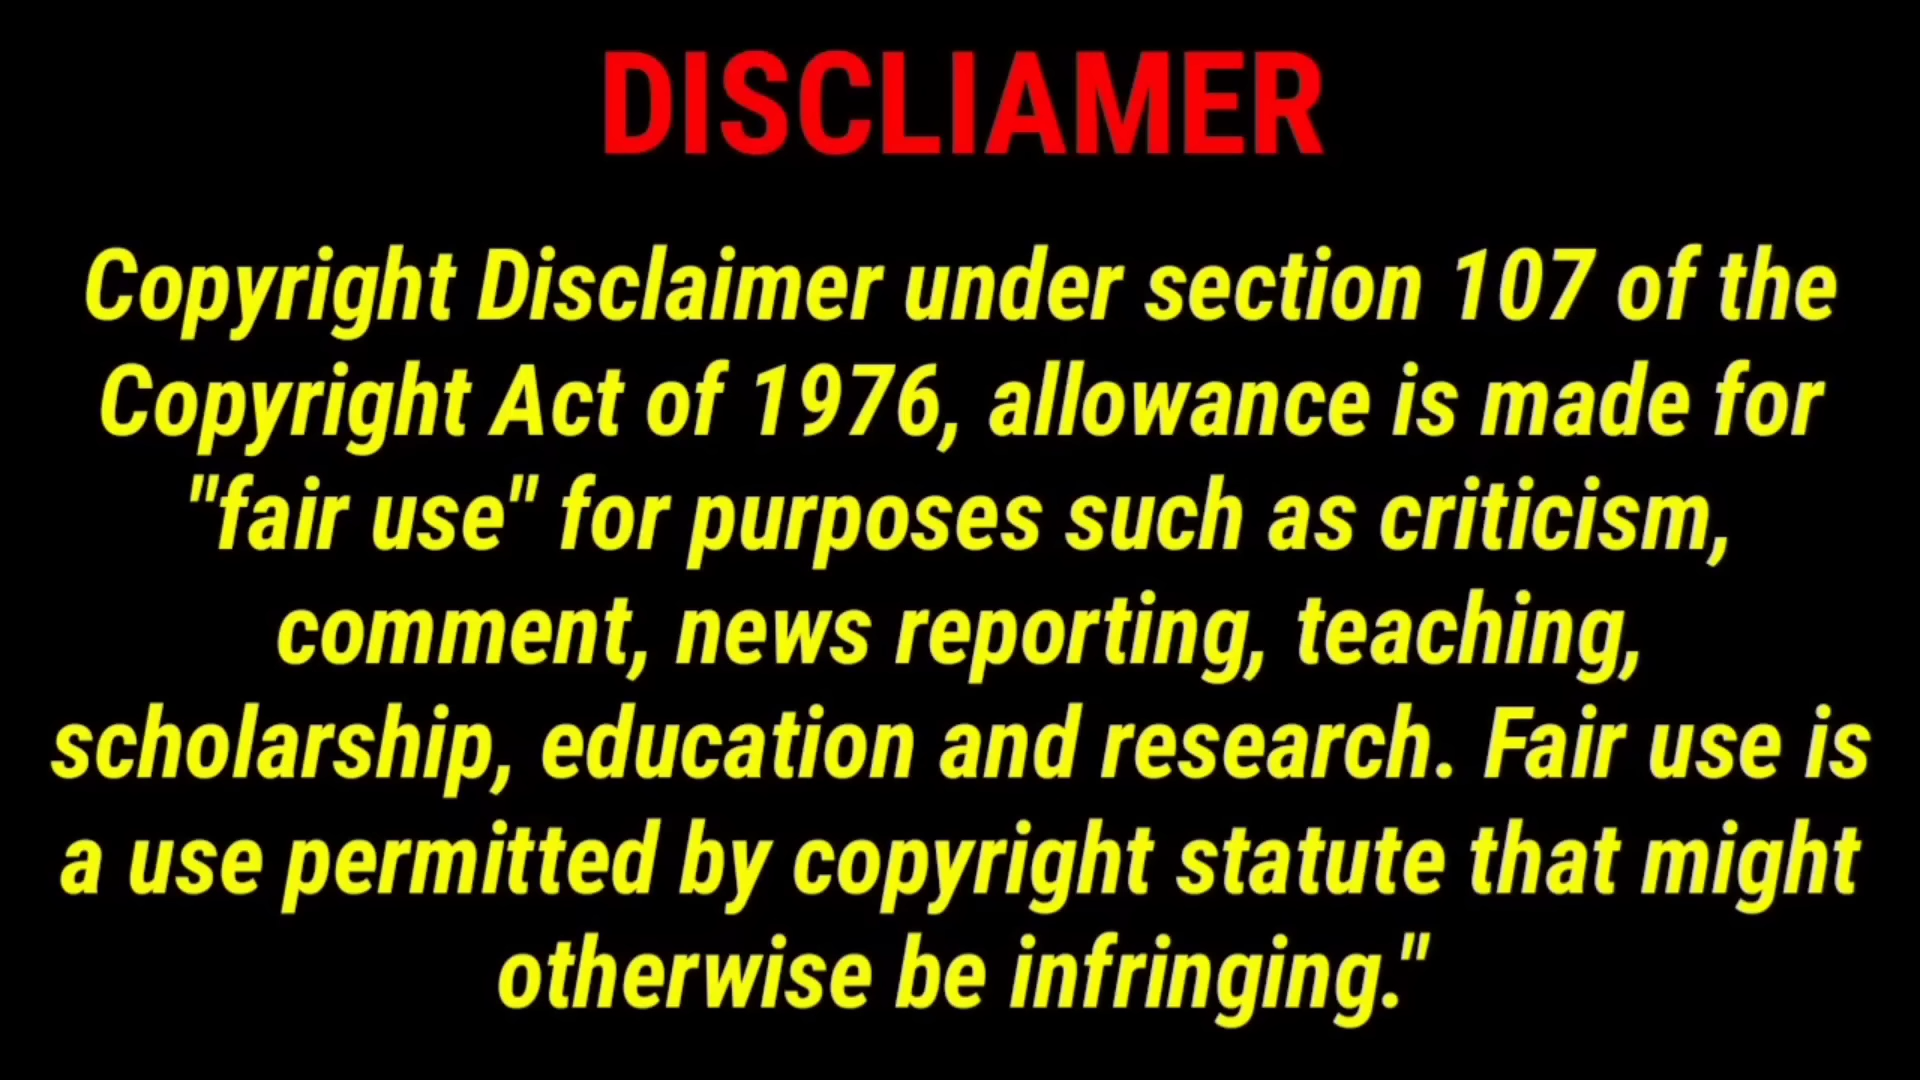 DISCLIAMER
Copyright Disclaimer under section 107 of the
Copyright Act of 1976, allowance is made for
"fair use" for purposes such as criticism,
comment, news reporting, teaching,
scholarship, education and research. Fair use is
a use permitted by copyright statute that might
otherwise be infringing."